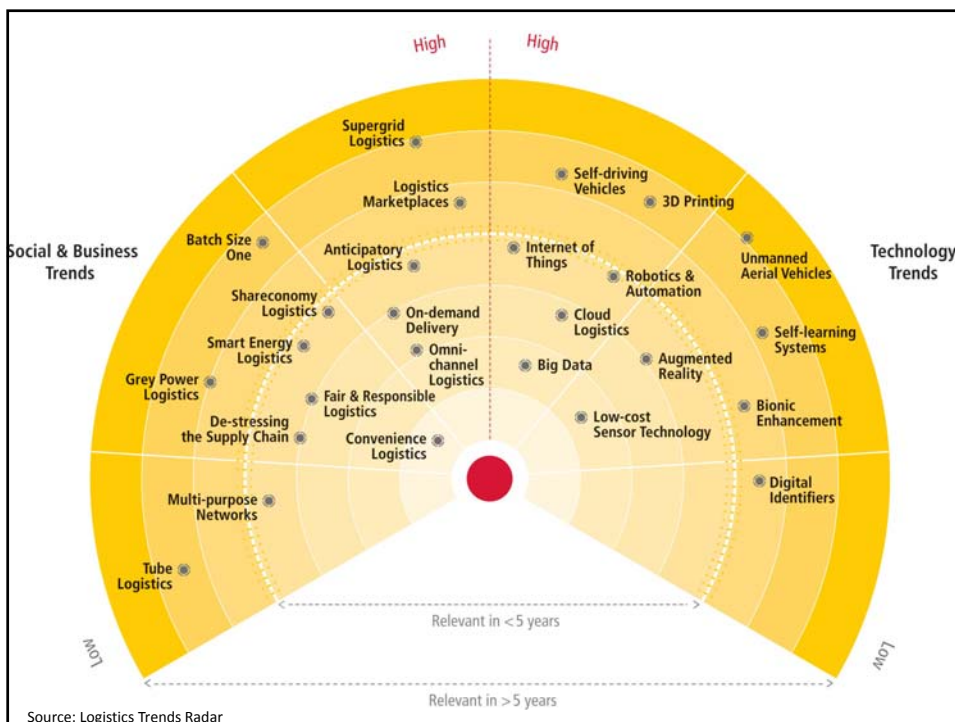 High
High
Supergrid
Logistics
Self-driving
Vehicles
Logistics
Marketplaces
3D Printing
Batch Size
One
Social & Business
Trends
Anticipatory
Logistics
Internet of
Things
Unmanned
Aerial Vehicles
Technology
Trends
Robotics &
Automation
Shareconomy
Logistics
On-demand
Delivery
Cloud
Logistics
Self-learning
Systems
Smart Energy
Logistics
Omni-
channel
Logistics
Big Data
Augmented
Reality
Grey Power
Logistics
Fair & Responsible
Logistics
Low-cost
Sensor Technology
Bionic
Enhancement
De-stressing
the Supply Chain
Convenience
Logistics
Digital
Identifiers
Multi-purpose
Networks
Tube
Logistics
Relevant in <5 years
Low
Low
Relevant in >5 years
Source: Logistics Trends Radar